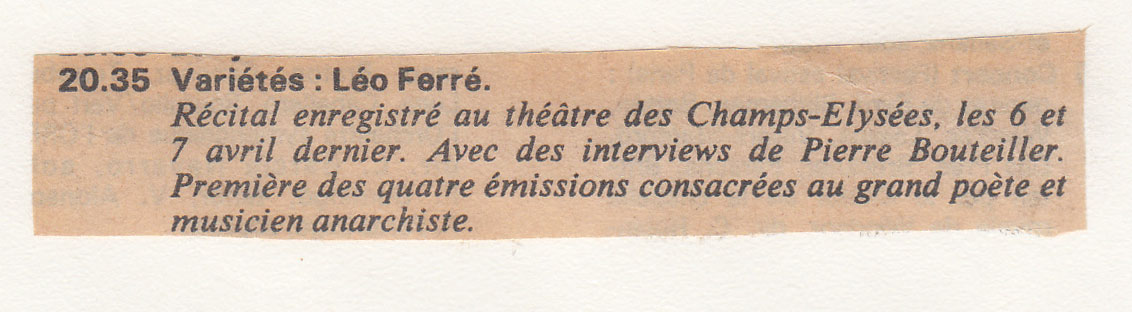 20.35 Variétés : Léo Ferré.
Récital enregistré au théâtre des Champs-Elysées, les 6 et
7 avril dernier. Avec des interviews de Pierre Bouteiller.
Première des quatre émissions consacrées au grand poète et
musicien anarchiste.